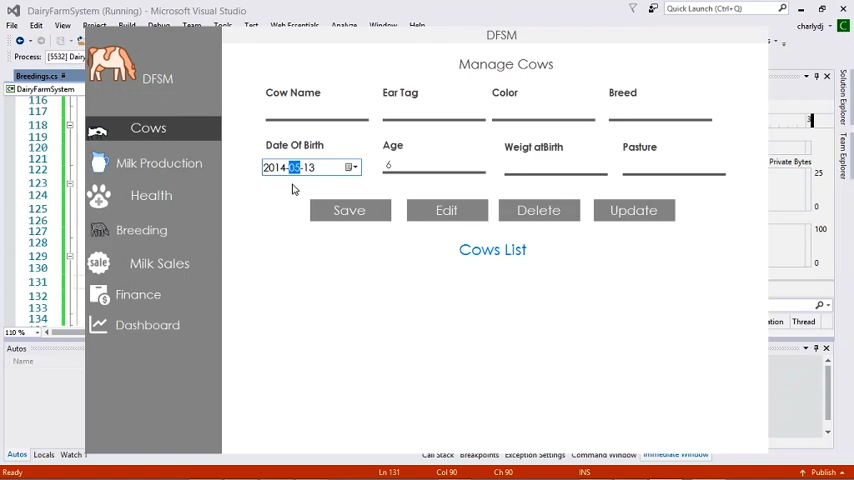 DairyFarmSystem (Running) - Microsoft Visual Studio
Quick Launch (Ctrl+Q)
File Edit View Project Build Debug Team Tools Test Analyze Window Help
charlydj C
Process: [5532] Dairy
Breedings.cs
DairyFarmSystem
116
117
118
119
120
121
122
123
124
125
126
127
128
129
130
131
132
133
134
110 %
DFSM
Cows
Milk Production
Health
Breeding
Milk Sales
sale
Finance
Dashboard
DFSM
Manage Cows
Cow Name Ear Tag Color Breed
Date Of Birth Age Weigt atBirth Pasture
2014-05-13 6
Save Edit Delete Update
Cows List
Solution Explorer
Team Explorer
Private Bytes
25
0
100
0
Thread
Autos
Name
Autos Locals Watch 1
Call Stack Breakpoints Exception Settings Command Window Immediate Window
Ready Ln 131 Col 90 Ch 90 INS Publish